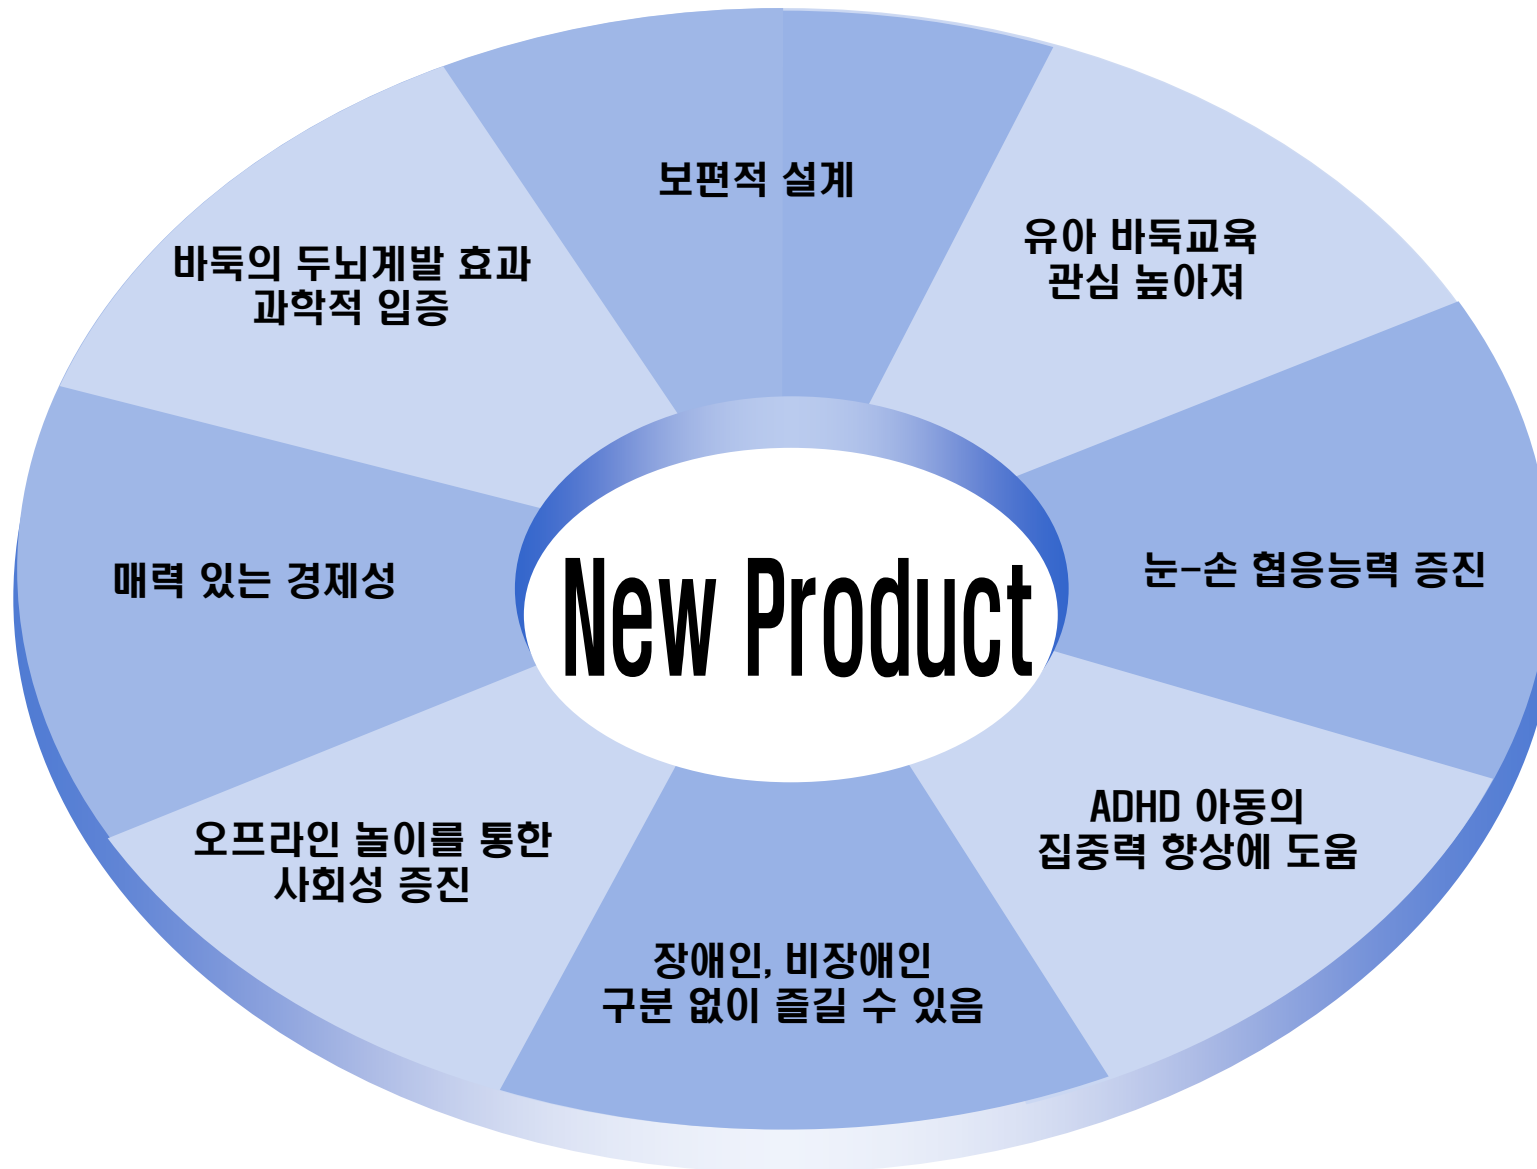 보편적 설계
유아 바둑교육
관심 높아져
바둑의 두뇌계발 효과
과학적 입증
매력 있는 경제성
New Product
눈-손 협응능력 증진
ADHD 아동의
집중력 향상에 도움
오프라인 놀이를 통한
사회성 증진
장애인, 비장애인
구분 없이 즐길 수 있음